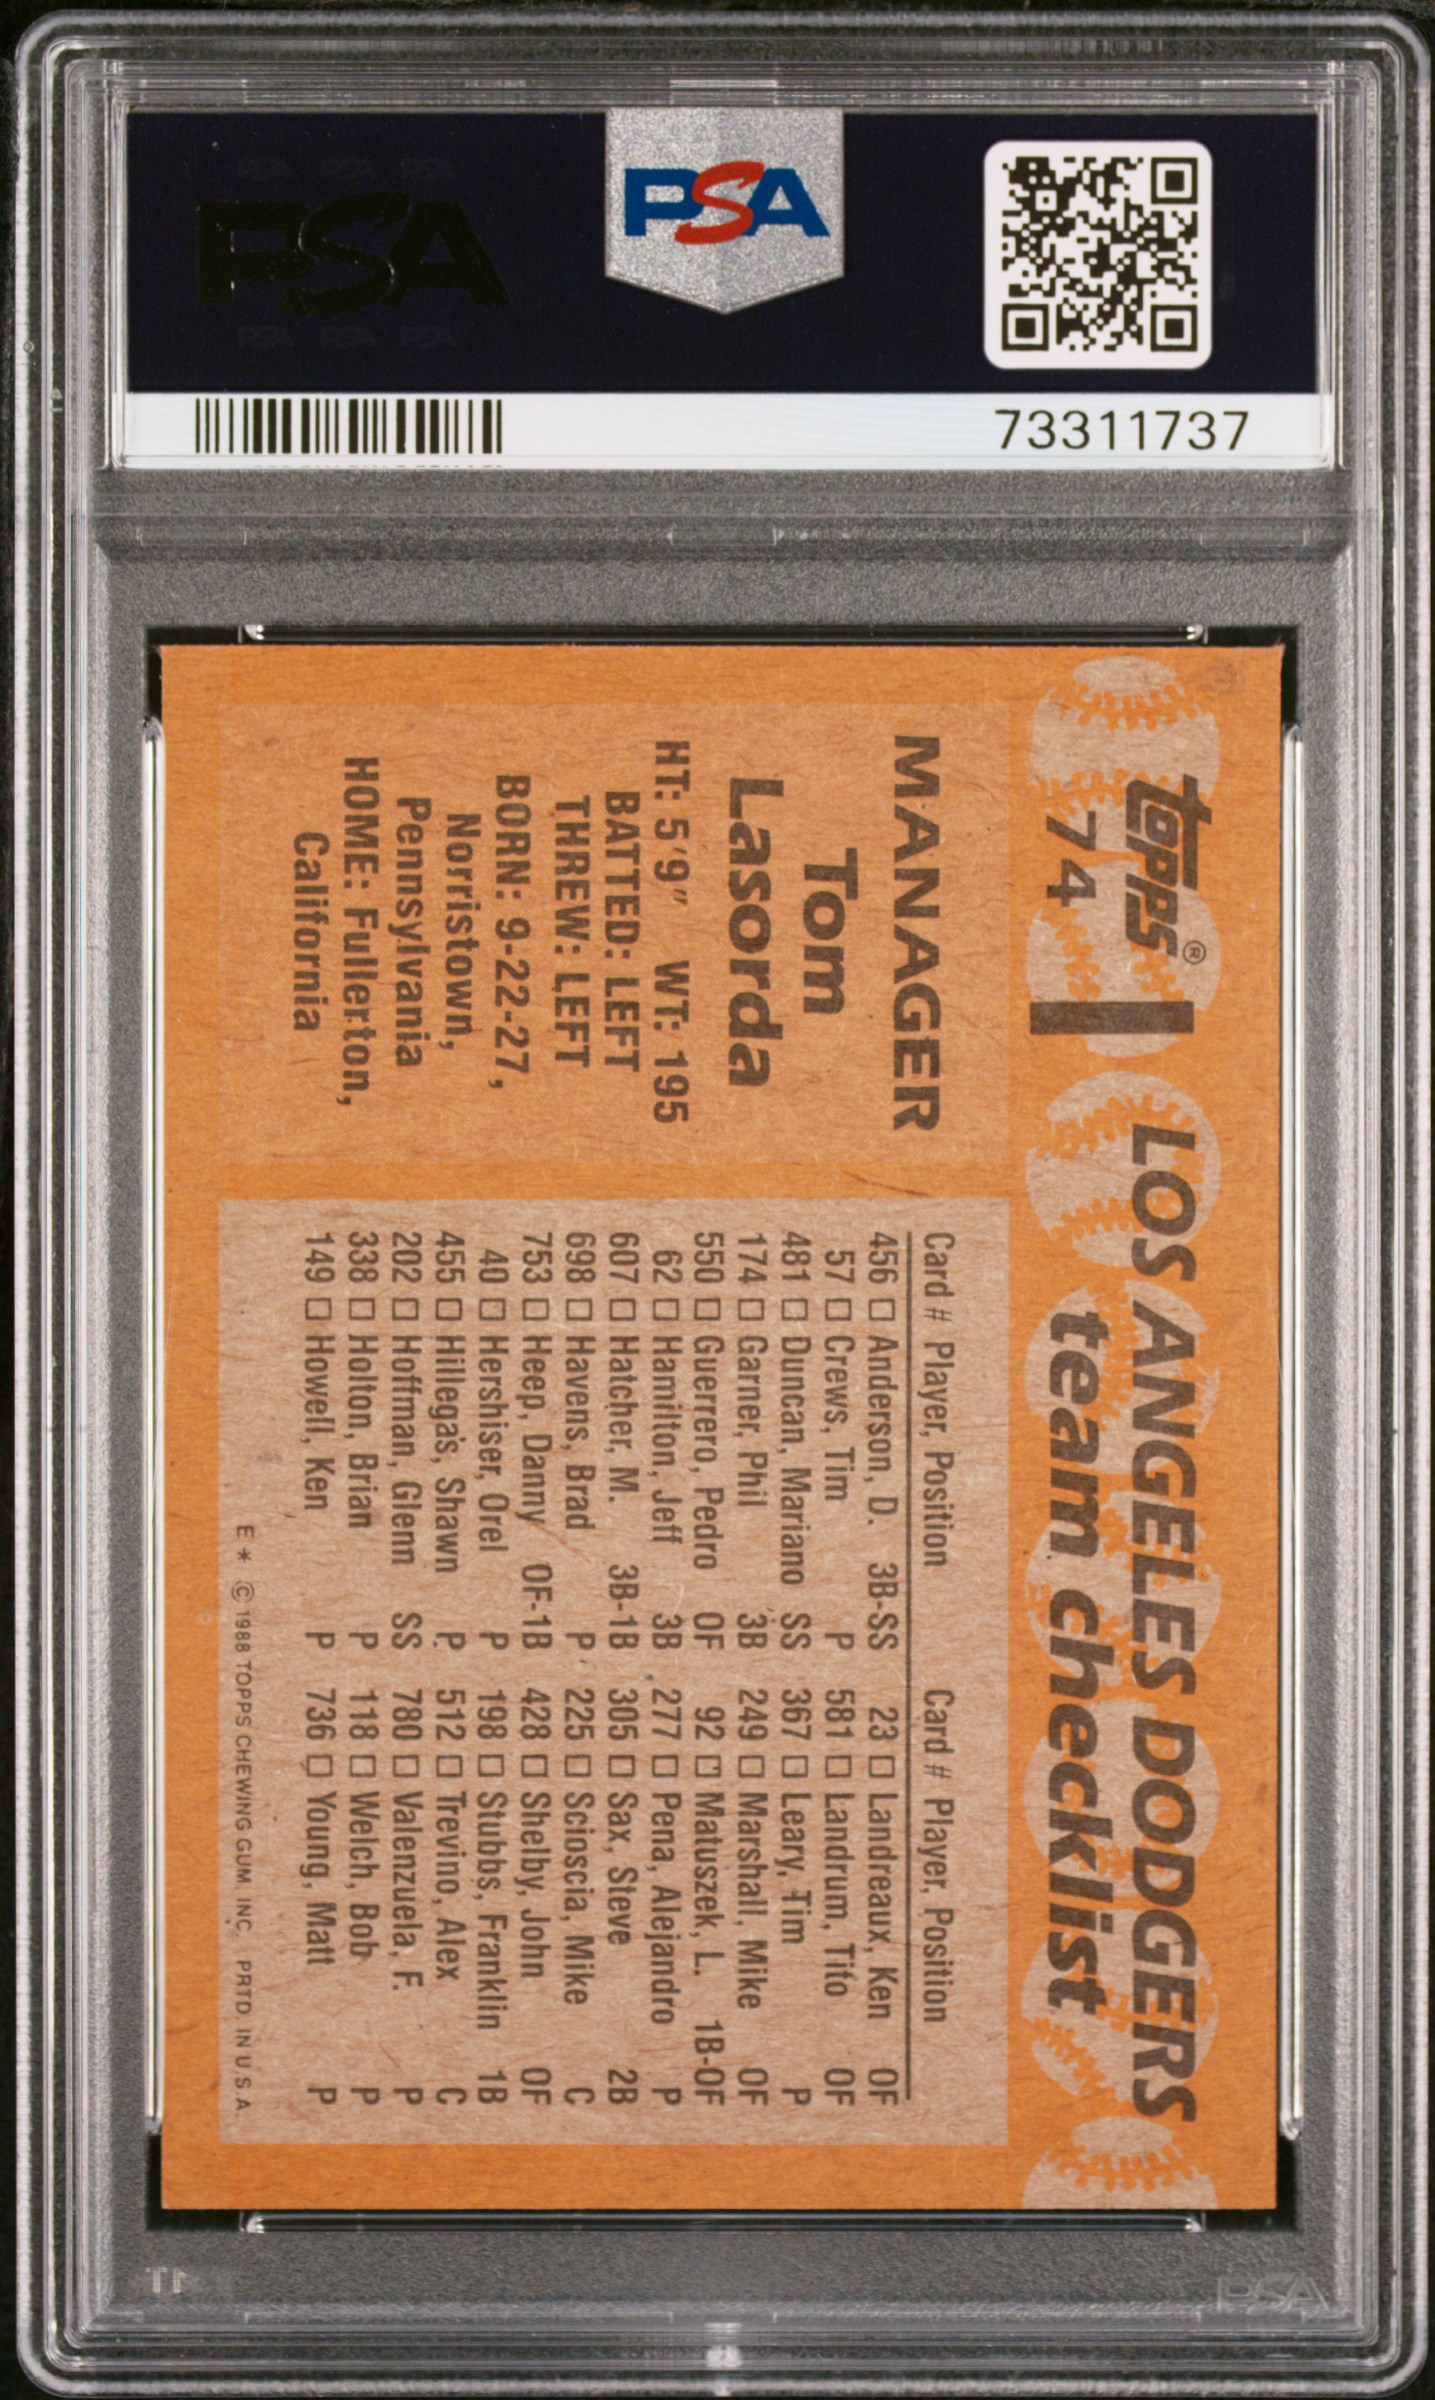 PSA
PSA
73311737
topps®
74
LOS ANGELES DODGERS
team checklist
MANAGER
Tom
Lasorda
HT: 5'9" WT: 195
BATTED: LEFT
THREW: LEFT
BORN: 9-22-27,
Norristown,
Pennsylvania
HOME: Fullerton,
California
Card # Player, Position Card # Player, Position
456 □ Anderson, D. 3B-SS 23 □ Landreaux, Ken OF
57 □ Crews, Tim P 581 □ Landrum, Tito OF
481 □ Duncan, Mariano SS 367 □ Leary, Tim P
174 □ Garner, Phil 3B 249 □ Marshall, Mike OF
550 □ Guerrero, Pedro OF 92 □ Matuszek, L. 1B-OF
62 □ Hamilton, Jeff 3B 277 □ Pena, Alejandro P
607 □ Hatcher, M. 3B-1B 305 □ Sax, Steve 2B
698 □ Havens, Brad P 225 □ Scioscia, Mike C
753 □ Heep, Danny OF-1B 428 □ Shelby, John OF
40 □ Hershiser, Orel P 198 □ Stubbs, Franklin 1B
455 □ Hillegas, Shawn P 512 □ Trevino, Alex C
202 □ Hoffman, Glenn SS 780 □ Valenzuela, F. P
338 □ Holton, Brian P 118 □ Welch, Bob P
149 □ Howell, Ken P 736 □ Young, Matt P
E * © 1988 TOPPS CHEWING GUM, INC. PRTD. IN U.S.A.
PSA